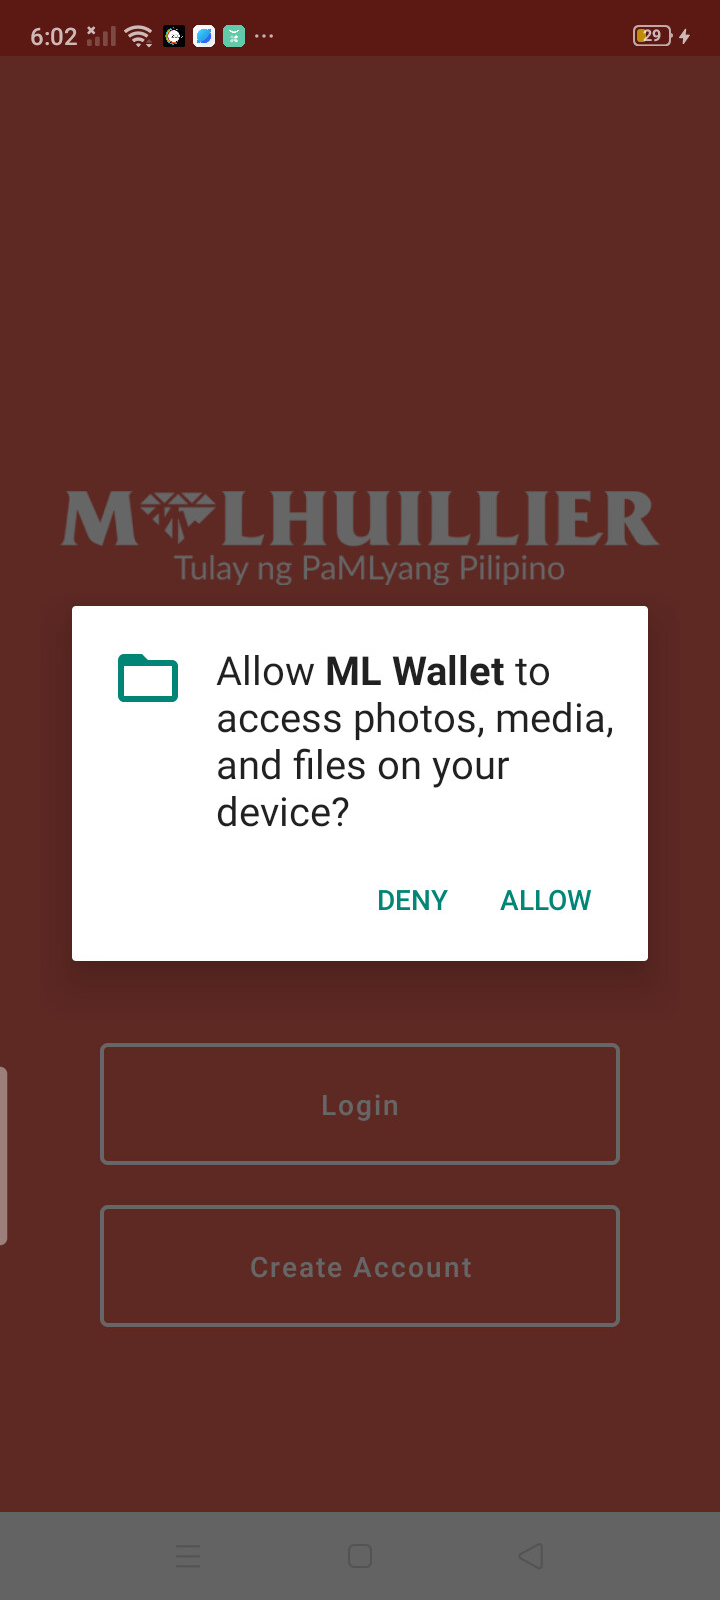 6:02
29
M LHUILLIER
Tulay ng PaMLyang Pilipino
Allow ML Wallet to
access photos, media,
and files on your
device?
DENY ALLOW
Login
Create Account